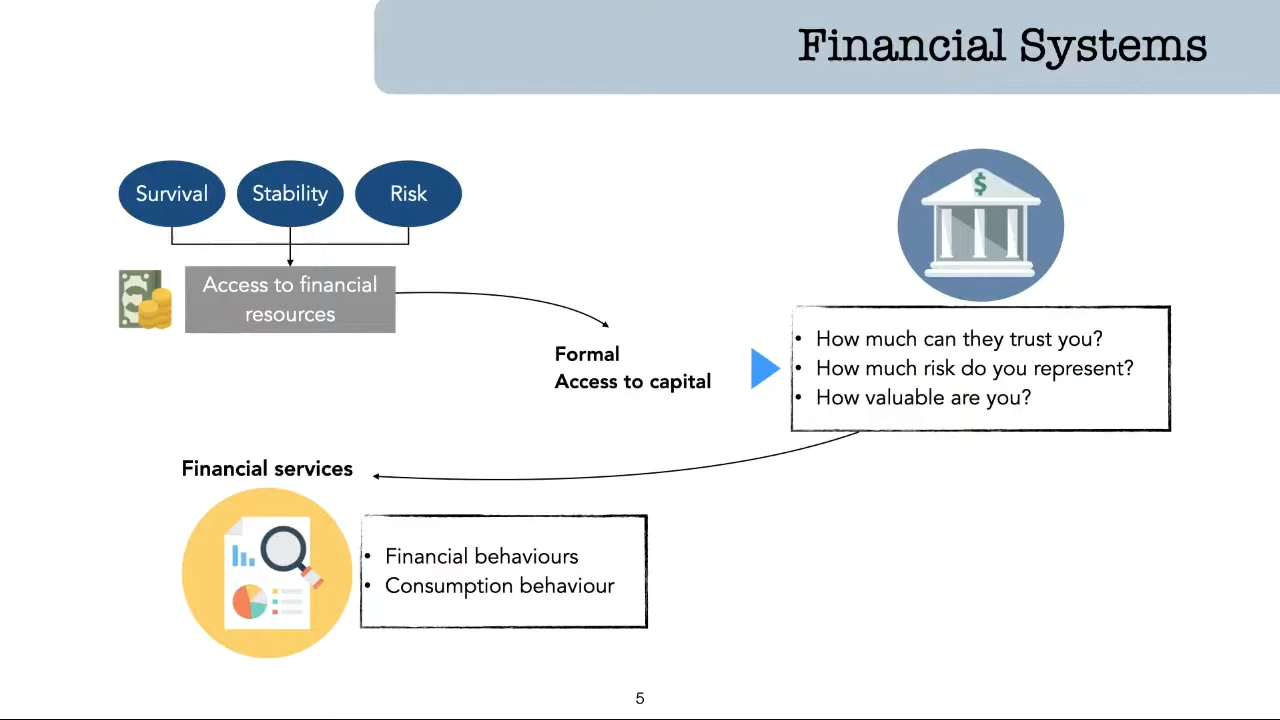 Financial Systems
Survival
Stability
Risk
Access to financial
resources
Formal
Access to capital
$
• How much can they trust you?
• How much risk do you represent?
• How valuable are you?
Financial services
• Financial behaviours
• Consumption behaviour
5